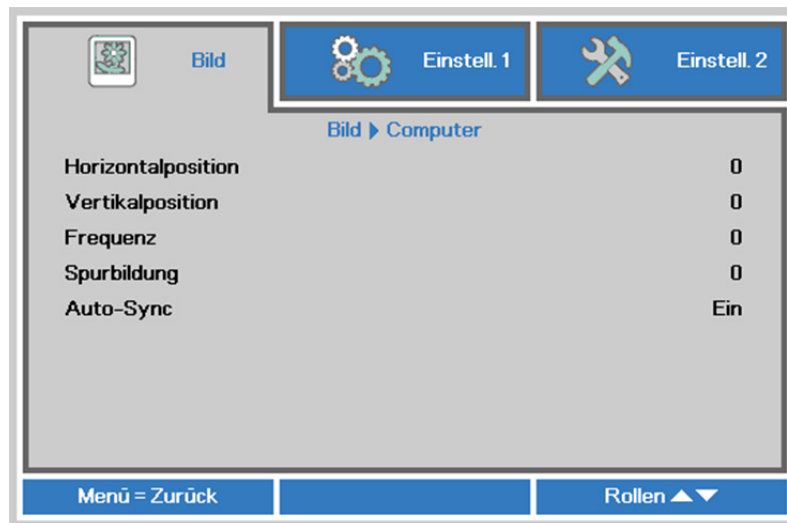 Bild
Einstell. 1
Einstell. 2
Bild ▶ Computer
Horizontalposition 0
Vertikalposition 0
Frequenz 0
Spurbildung 0
Auto-Sync Ein
Menü = Zurück
Rollen ▲▼